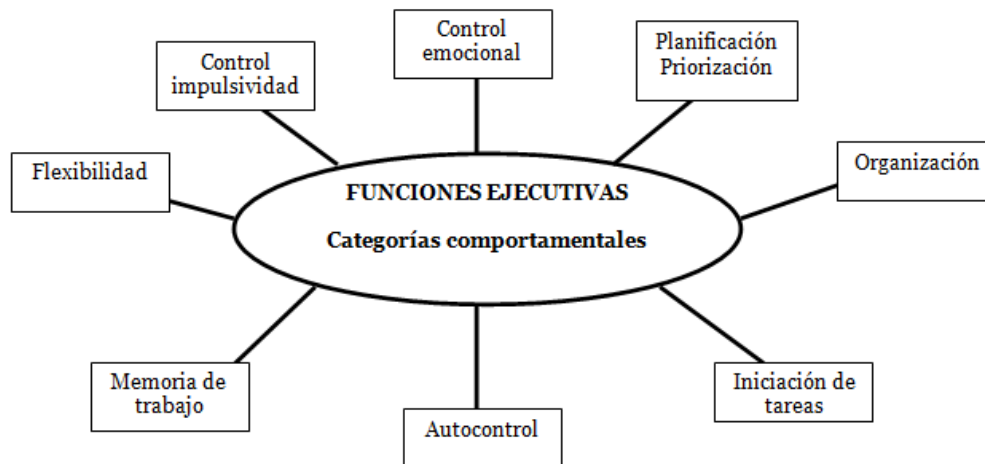 Control
emocional
Planificación
Priorización
Control
impulsividad
Flexibilidad
Organización
FUNCIONES EJECUTIVAS
Categorías comportamentales
Memoria de
trabajo
Autocontrol
Iniciación de
tareas